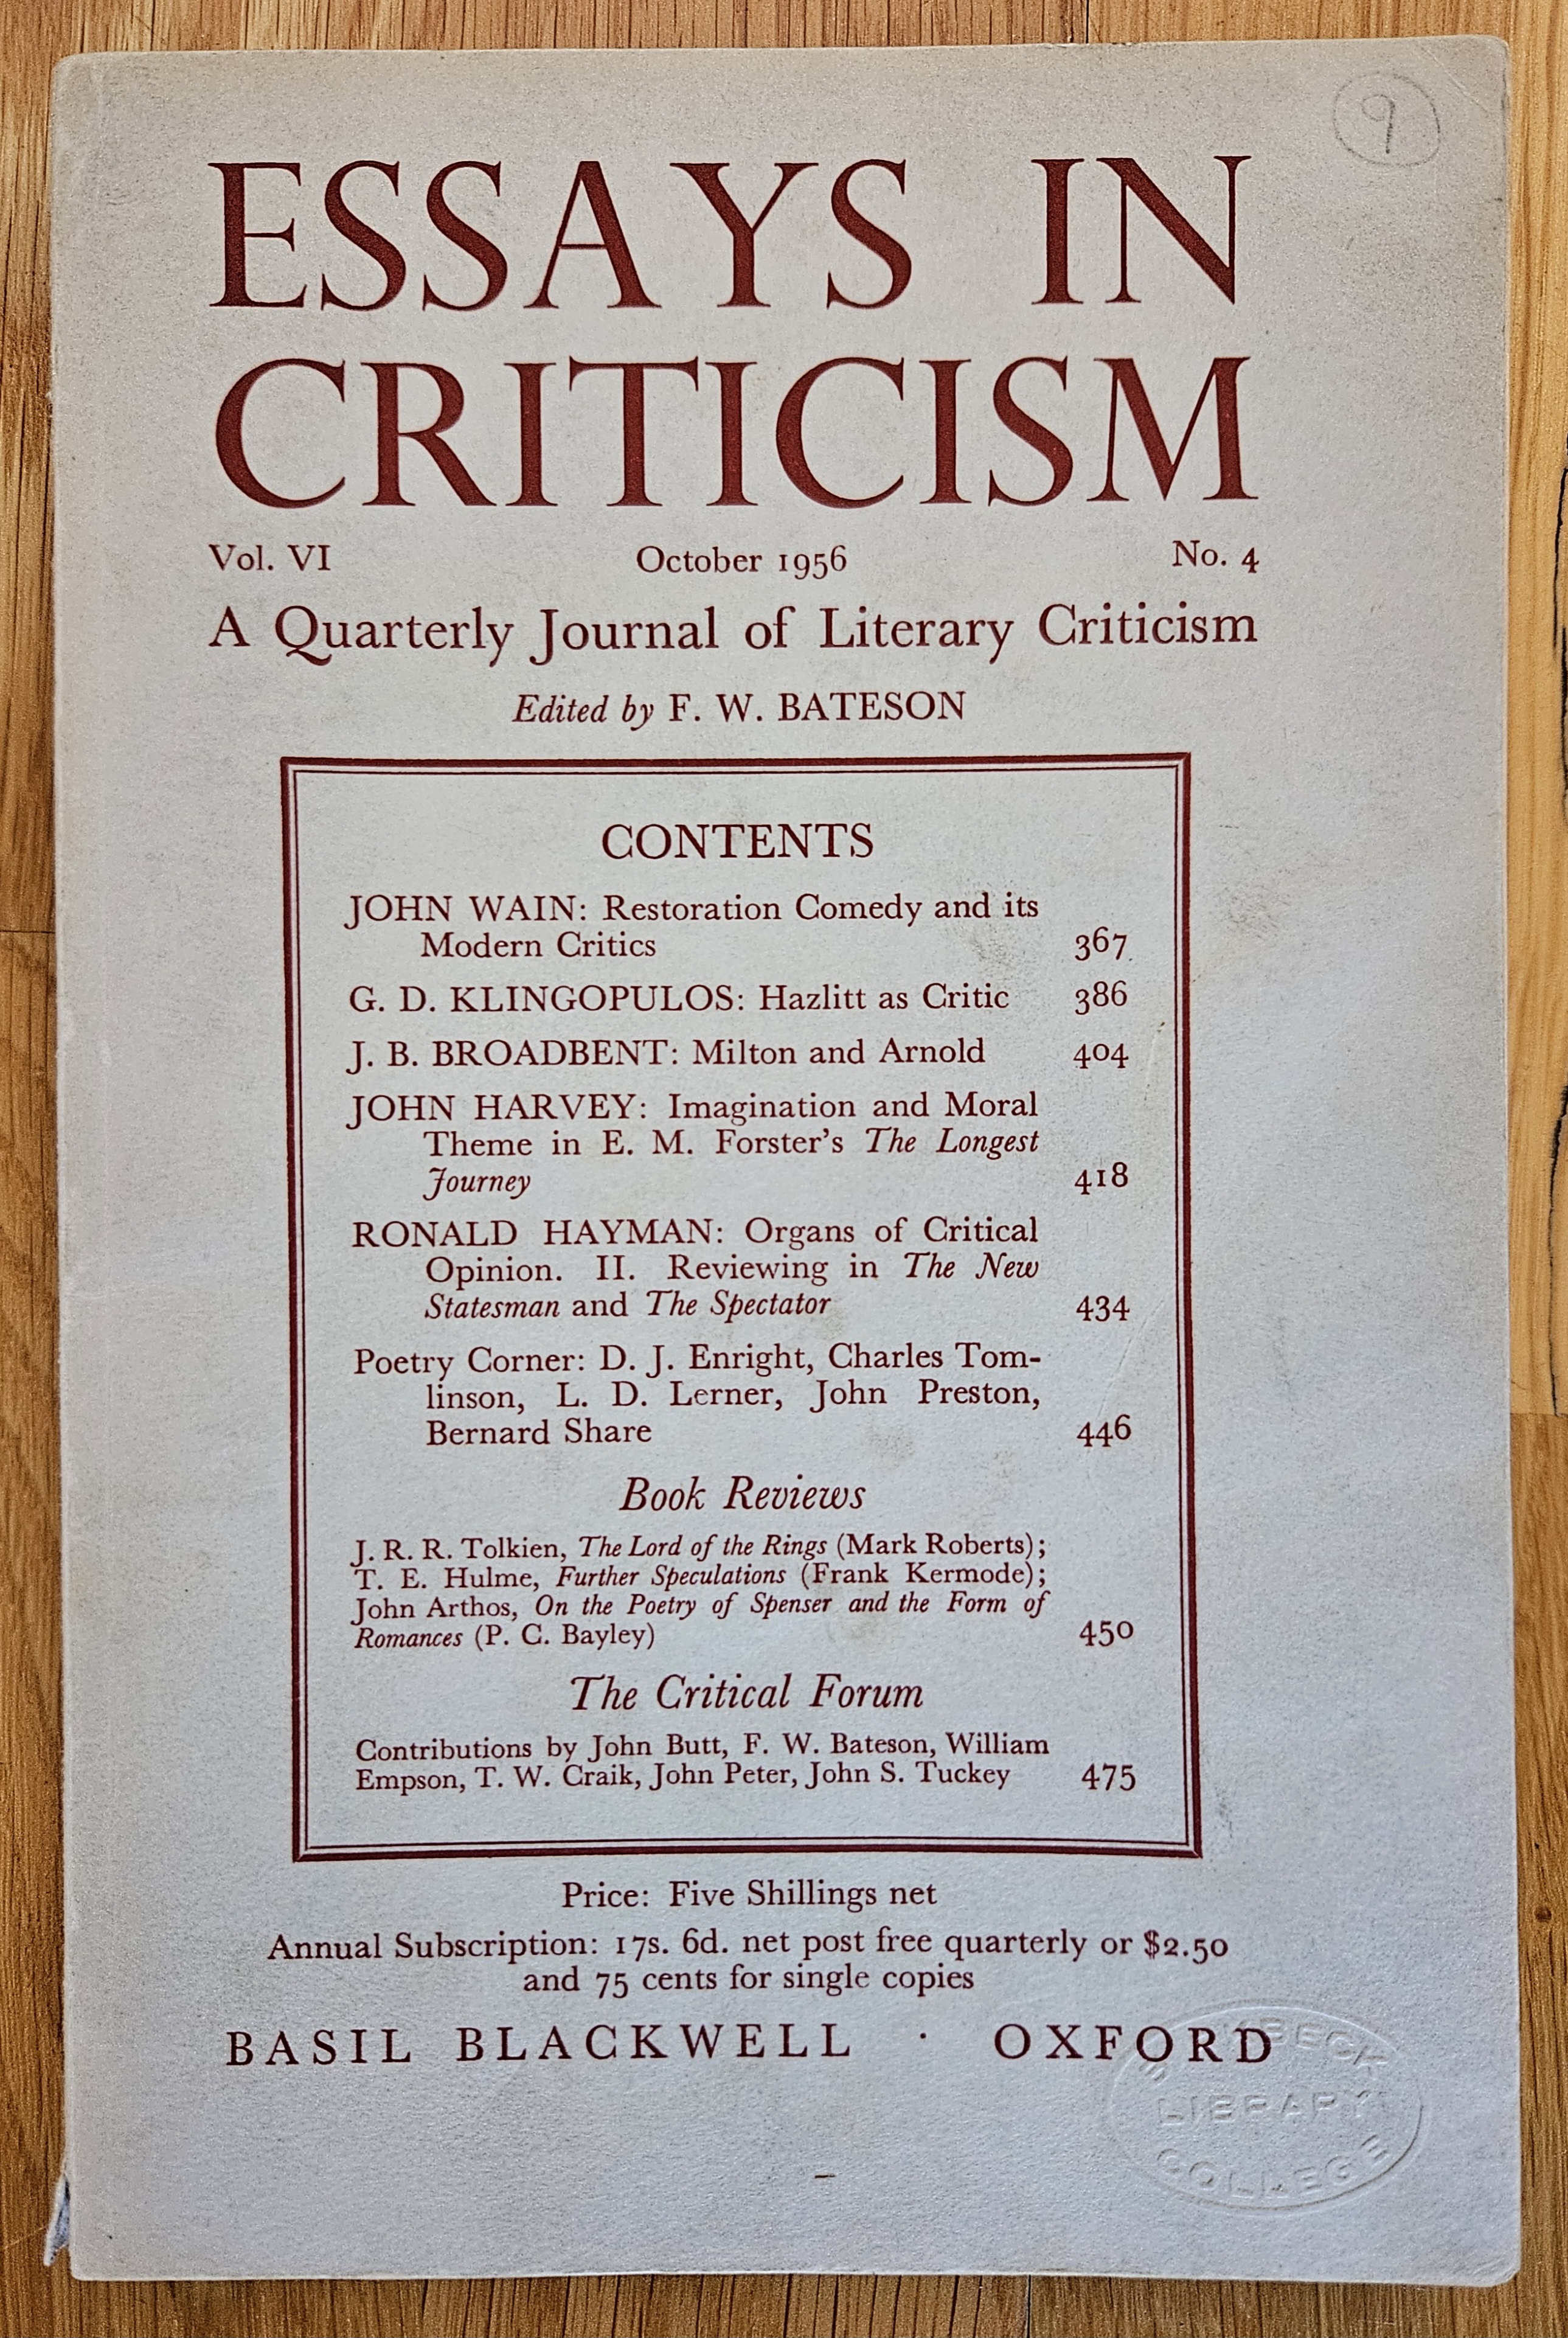 9
ESSAYS IN
CRITICISM
Vol. VI October 1956 No. 4
A Quarterly Journal of Literary Criticism
Edited by F. W. BATESON
CONTENTS
JOHN WAIN: Restoration Comedy and its
Modern Critics 367
G. D. KLINGOPULOS: Hazlitt as Critic 386
J. B. BROADBENT: Milton and Arnold 404
JOHN HARVEY: Imagination and Moral
Theme in E. M. Forster's The Longest
Journey 418
RONALD HAYMAN: Organs of Critical
Opinion. II. Reviewing in The New
Statesman and The Spectator 434
Poetry Corner: D. J. Enright, Charles Tom-
linson, L. D. Lerner, John Preston,
Bernard Share 446
Book Reviews
J. R. R. Tolkien, The Lord of the Rings (Mark Roberts);
T. E. Hulme, Further Speculations (Frank Kermode);
John Arthos, On the Poetry of Spenser and the Form of
Romances (P. C. Bayley) 450
The Critical Forum
Contributions by John Butt, F. W. Bateson, William
Empson, T. W. Craik, John Peter, John S. Tuckey 475
Price: Five Shillings net
Annual Subscription: 17s. 6d. net post free quarterly or $2.50
and 75 cents for single copies
BASIL BLACKWELL · OXFORD
LIBRARY
COLLEGE